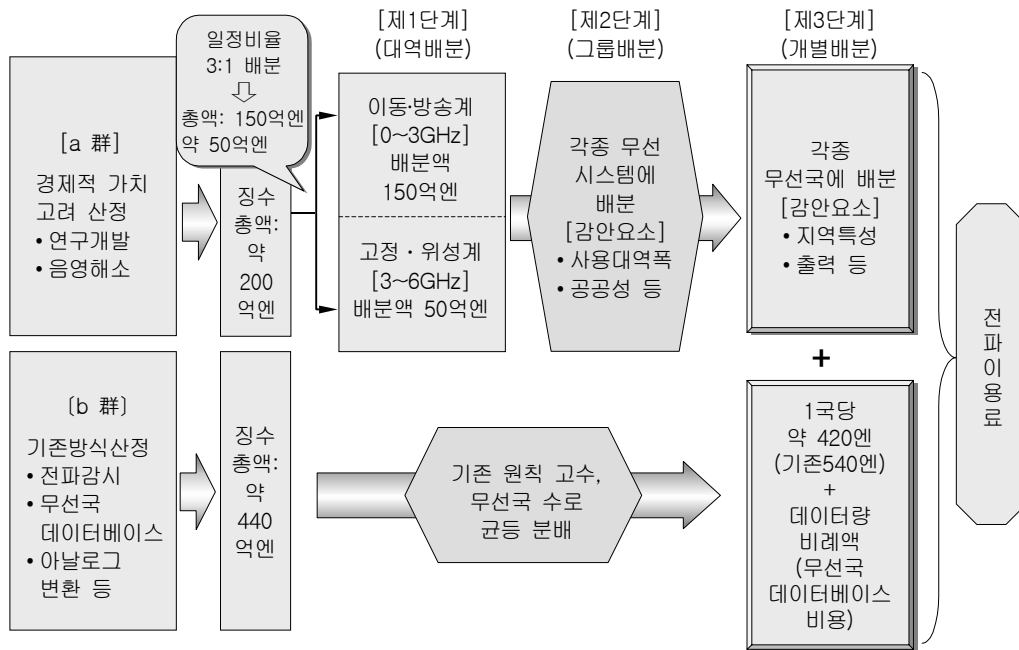 [제1단계]
(대역배분)
[제2단계]
(그룹배분)
[제3단계]
(개별배분)
일정비율
3:1 배분
총액: 150억엔
약 50억엔
[a 群]
경제적 가치
고려 산정
• 연구개발
• 음영해소
징수
총액:
약
200
억엔
이동·방송계
[0~3GHz]
배분액
150억엔
고정·위성계
[3~6GHz]
배분액 50억엔
각종 무선
시스템에
배분
[감안요소]
• 사용대역폭
• 공공성 등
각종
무선국에 배분
[감안요소]
• 지역특성
• 출력 등
+
[b 群]
기존방식산정
• 전파감시
• 무선국
데이터베이스
• 아날로그
변환 등
징수
총액:
약
440
억엔
기존 원칙 고수,
무선국 수로
균등 분배
1국당
약 420엔
(기존540엔)
+
데이터량
비례액
(무선국
데이터베이스
비용)
전
파
이
용
료